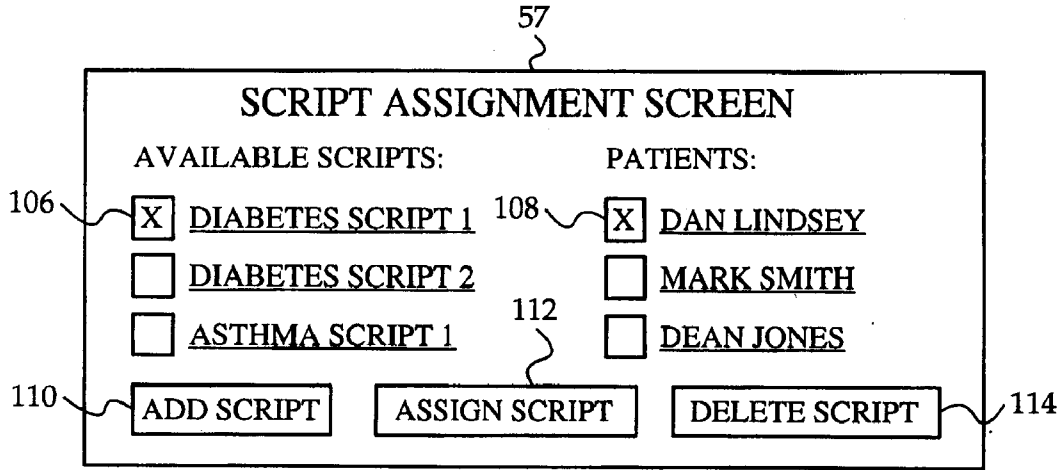 57
SCRIPT ASSIGNMENT SCREEN
AVAILABLE SCRIPTS: PATIENTS:
106 X DIABETES SCRIPT 1 108 X DAN LINDSEY
DIABETES SCRIPT 2 MARK SMITH
112
ASTHMA SCRIPT 1 DEAN JONES
110 ADD SCRIPT ASSIGN SCRIPT DELETE SCRIPT 114